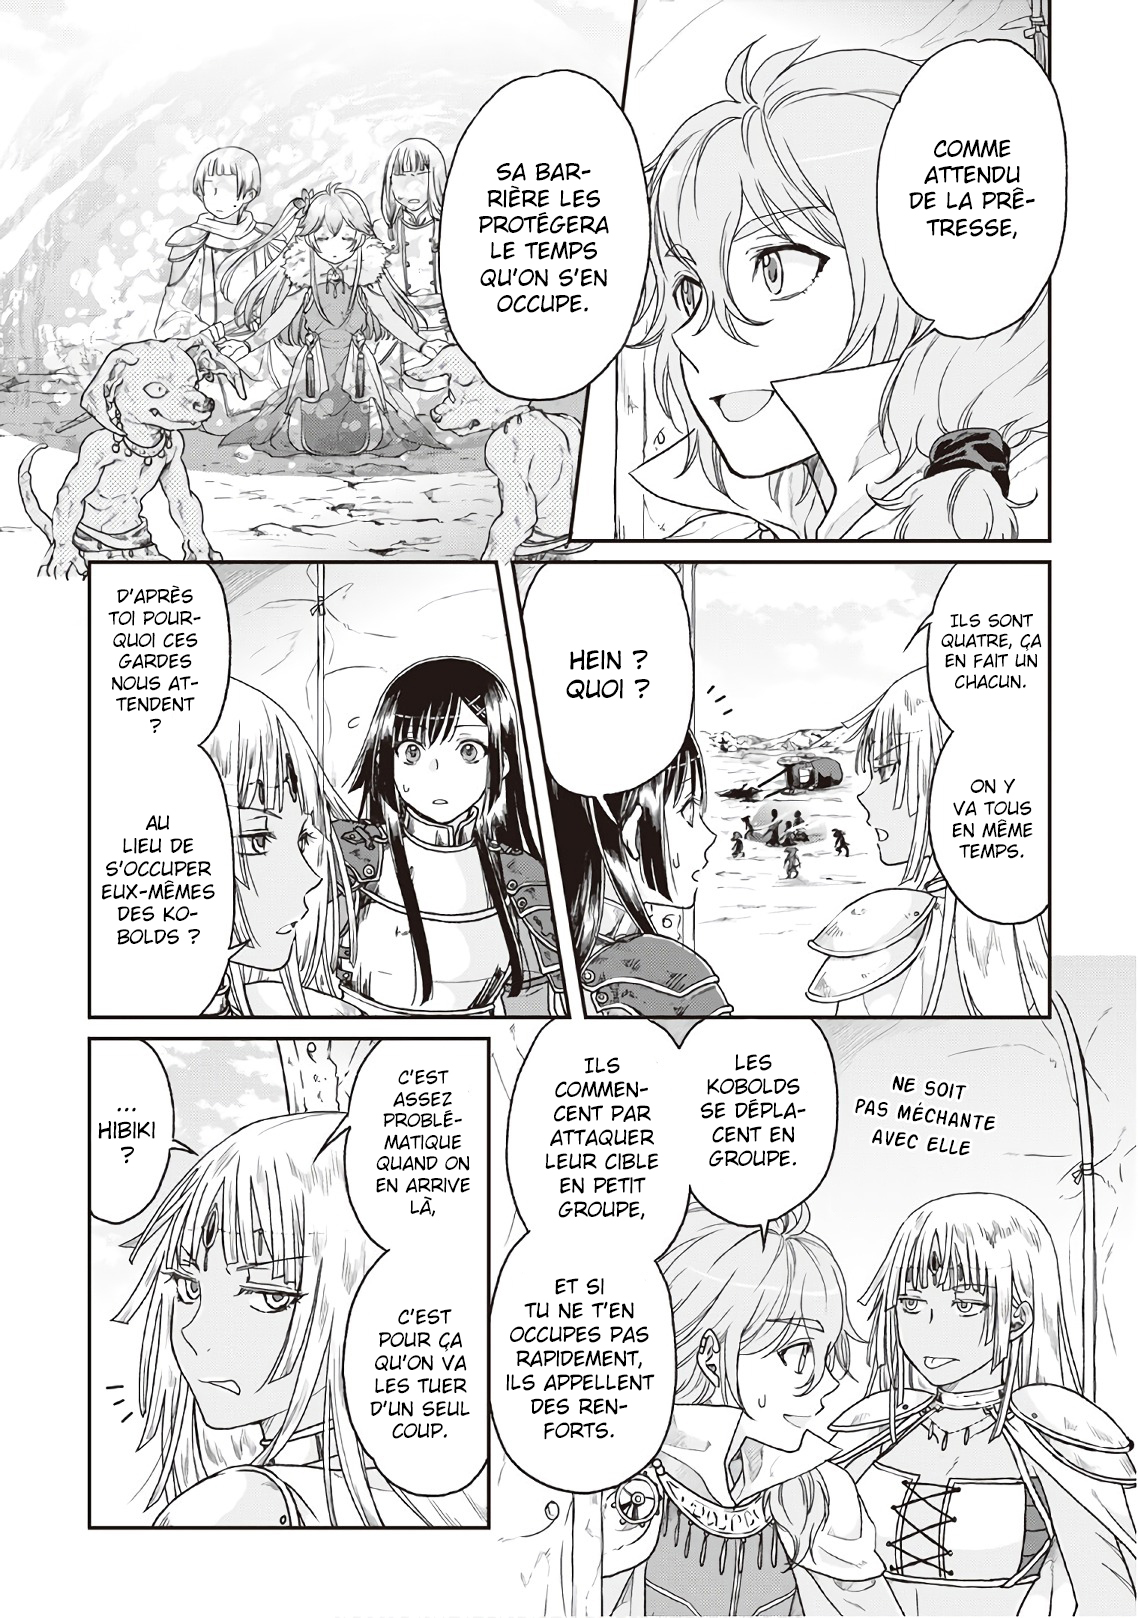 COMME
ATTENDU
DE LA PRÊ-
TRESSE,
SA BAR-
RIÈRE LES
PROTÉGERA
LE TEMPS
QU'ON S'EN
OCCUPE.
ILS SONT
QUATRE, ÇA
EN FAIT UN
CHACUN.
ON Y
VA TOUS
EN MÊME
TEMPS.
HEIN ?
QUOI ?
D'APRÈS
TOI POUR-
QUOI CES
GARDES
NOUS AT-
TENDENT
?
AU
LIEU DE
S'OCCUPER
EUX-MÊMES
DES KO-
BOLDS ?
NE SOIT
PAS MÉCHANTE
AVEC ELLE
LES
KOBOLDS
SE DÉPLA-
CENT EN
GROUPE.
ILS
COMMEN-
CENT PAR
ATTAQUER
LEUR CIBLE
EN PETIT
GROUPE,
ET SI
TU NE T'EN
OCCUPES PAS
RAPIDEMENT,
ILS APPELLENT
DES REN-
FORTS.
C'EST
ASSEZ
PROBLÉ-
MATIQUE
QUAND ON
EN ARRIVE
LÀ,
C'EST
POUR ÇA
QU'ON VA
LES TUER
D'UN SEUL
COUP.
...
HIBIKI
?